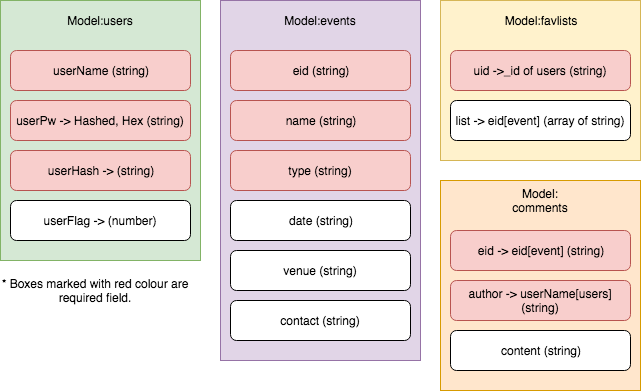 Model:users
userName (string)
userPw -> Hashed, Hex (string)
userHash -> (string)
userFlag -> (number)
* Boxes marked with red colour are
required field.
Model:events
eid (string)
name (string)
type (string)
date (string)
venue (string)
contact (string)
Model:favlists
uid ->_id of users (string)
list -> eid[event] (array of string)
Model:
comments
eid -> eid[event] (string)
author -> userName[users]
(string)
content (string)